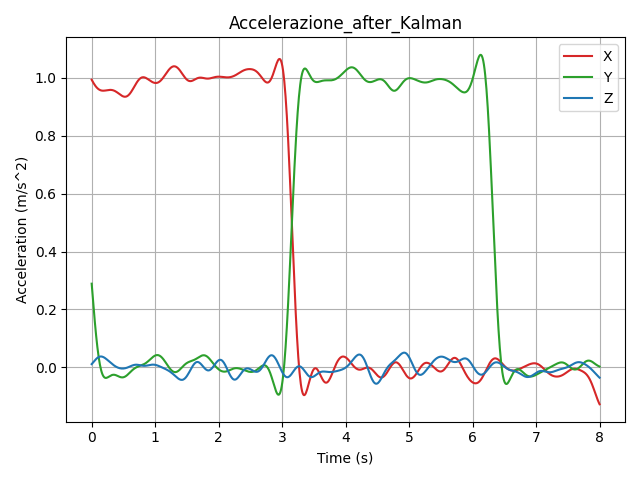 Accelerazione_after_Kalman
X
Y
Z
Acceleration (m/s^2)
1.0
0.8
0.6
0.4
0.2
0.0
0 1 2 3 4 5 6 7 8
Time (s)